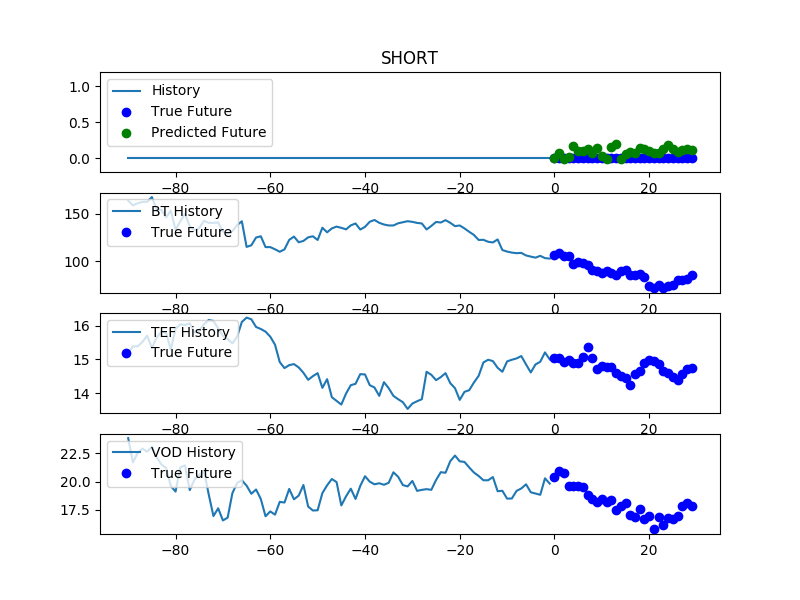 SHORT
1.0
0.5
0.0
History
True Future
Predicted Future
−80 −60 −40 −20 0 20
150
100
BT History
True Future
−80 −60 −40 −20 0 20
16
15
14
TEF History
True Future
−80 −60 −40 −20 0 20
22.5
20.0
17.5
VOD History
True Future
−80 −60 −40 −20 0 20